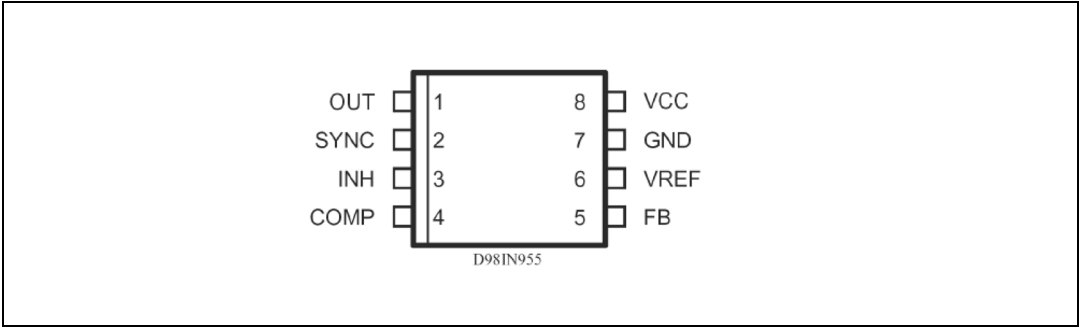 OUT 1 8 VCC
SYNC 2 7 GND
INH 3 6 VREF
COMP 4 5 FB
D98IN955